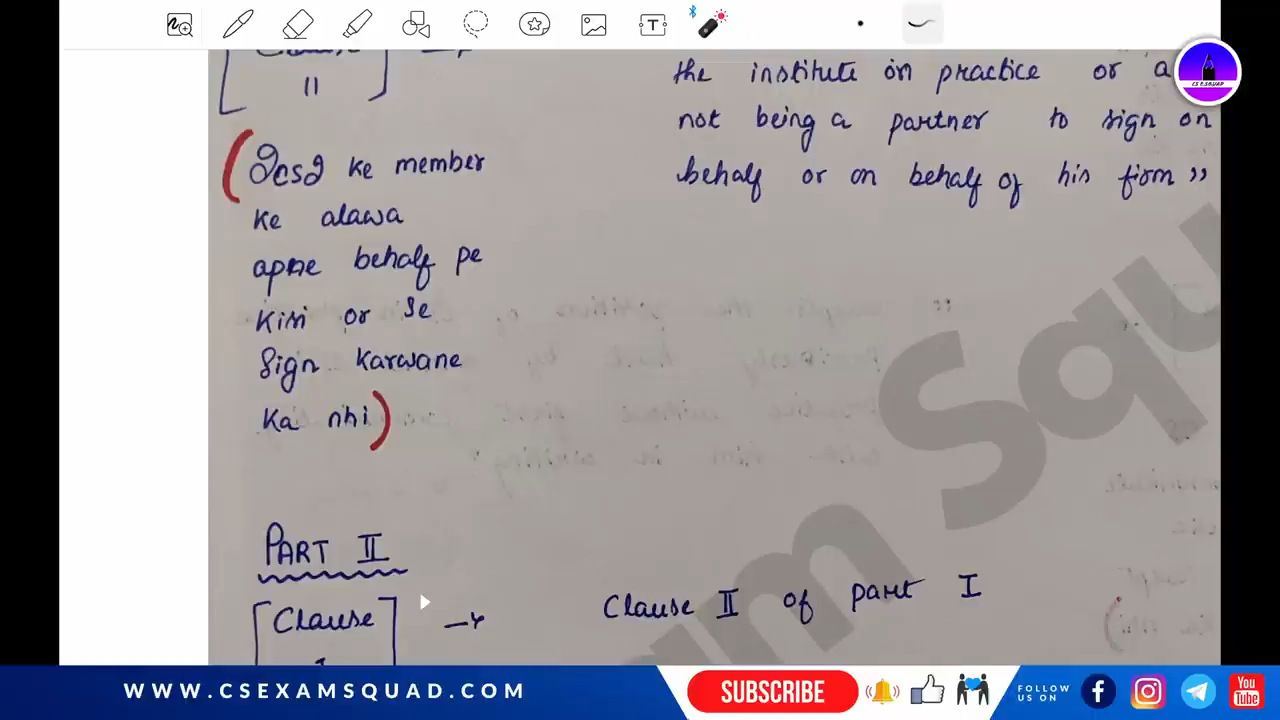 the institute in practice or a
not being a partner to sign on
behalf or on behalf of his firm"
Clause
11
ICSI ke member
ke alawa
apne behalf pe
Kisi or se
Sign Karwane
Ka nhi
PART II
Clause
Clause II of part I
CS E.SQUAD
WWW.CSEXAMSQUAD.COM
SUBSCRIBE
FOLLOW
US ON
You
Tube